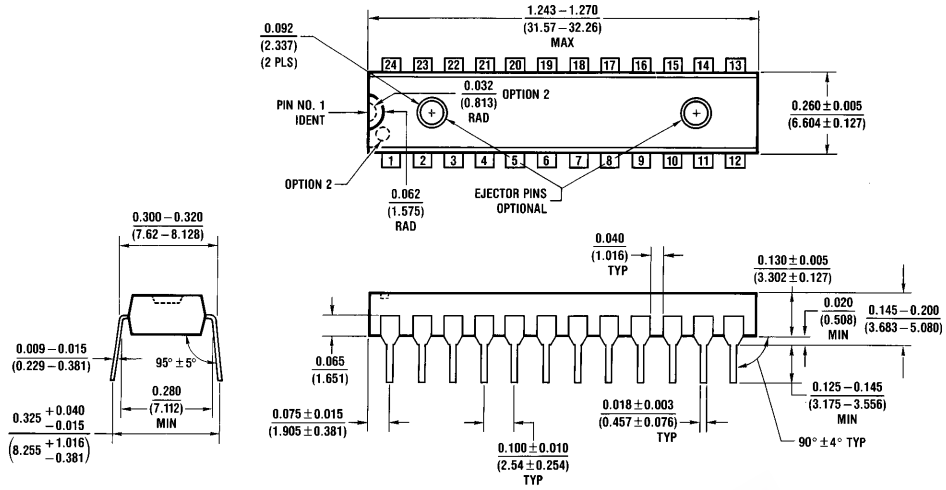 1.243–1.270
(31.57–32.26)
MAX
0.092
(2.337)
(2 PLS)
24 23 22 21 20 19 18 17 16 15 14 13
0.032
(0.813)
RAD
OPTION 2
PIN NO. 1
IDENT
0.260 ± 0.005
(6.604 ± 0.127)
1 2 3 4 5 6 7 8 9 10 11 12
OPTION 2
0.062
(1.575)
RAD
EJECTOR PINS
OPTIONAL
0.300–0.320
(7.62–8.128)
0.040
(1.016)
TYP
0.130 ± 0.005
(3.302 ± 0.127)
0.020
(0.508)
MIN
0.145–0.200
(3.683–5.080)
0.009–0.015
(0.229–0.381)
95° ± 5°
0.280
(7.112)
MIN
0.065
(1.651)
0.125–0.145
(3.175–3.556)
MIN
0.325 +0.040
−0.015
(8.255 +1.016
−0.381)
0.075 ± 0.015
(1.905 ± 0.381)
0.018 ± 0.003
(0.457 ± 0.076)
TYP
90° ± 4° TYP
0.100 ± 0.010
(2.54 ± 0.254)
TYP